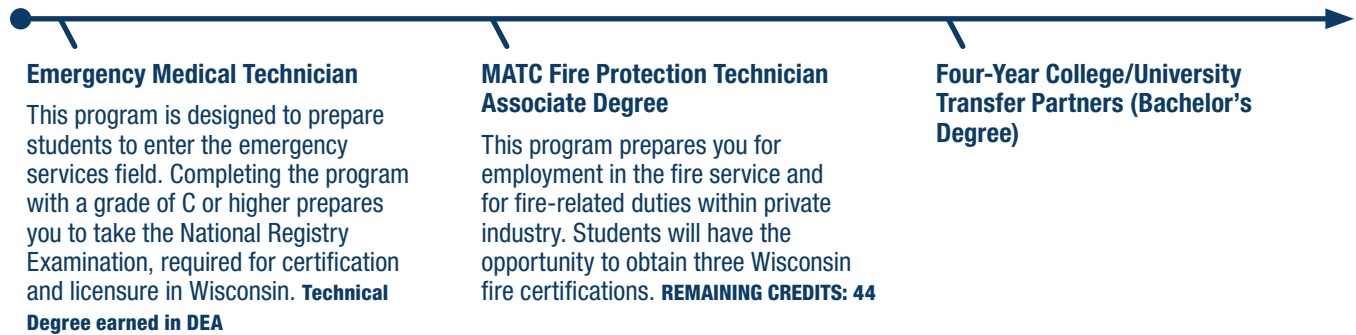 Emergency Medical Technician
This program is designed to prepare
students to enter the emergency
services field. Completing the program
with a grade of C or higher prepares
you to take the National Registry
Examination, required for certification
and licensure in Wisconsin. Technical
Degree earned in DEA
MATC Fire Protection Technician
Associate Degree
This program prepares you for
employment in the fire service and
for fire-related duties within private
industry. Students will have the
opportunity to obtain three Wisconsin
fire certifications. REMAINING CREDITS: 44
Four-Year College/University
Transfer Partners (Bachelor’s
Degree)